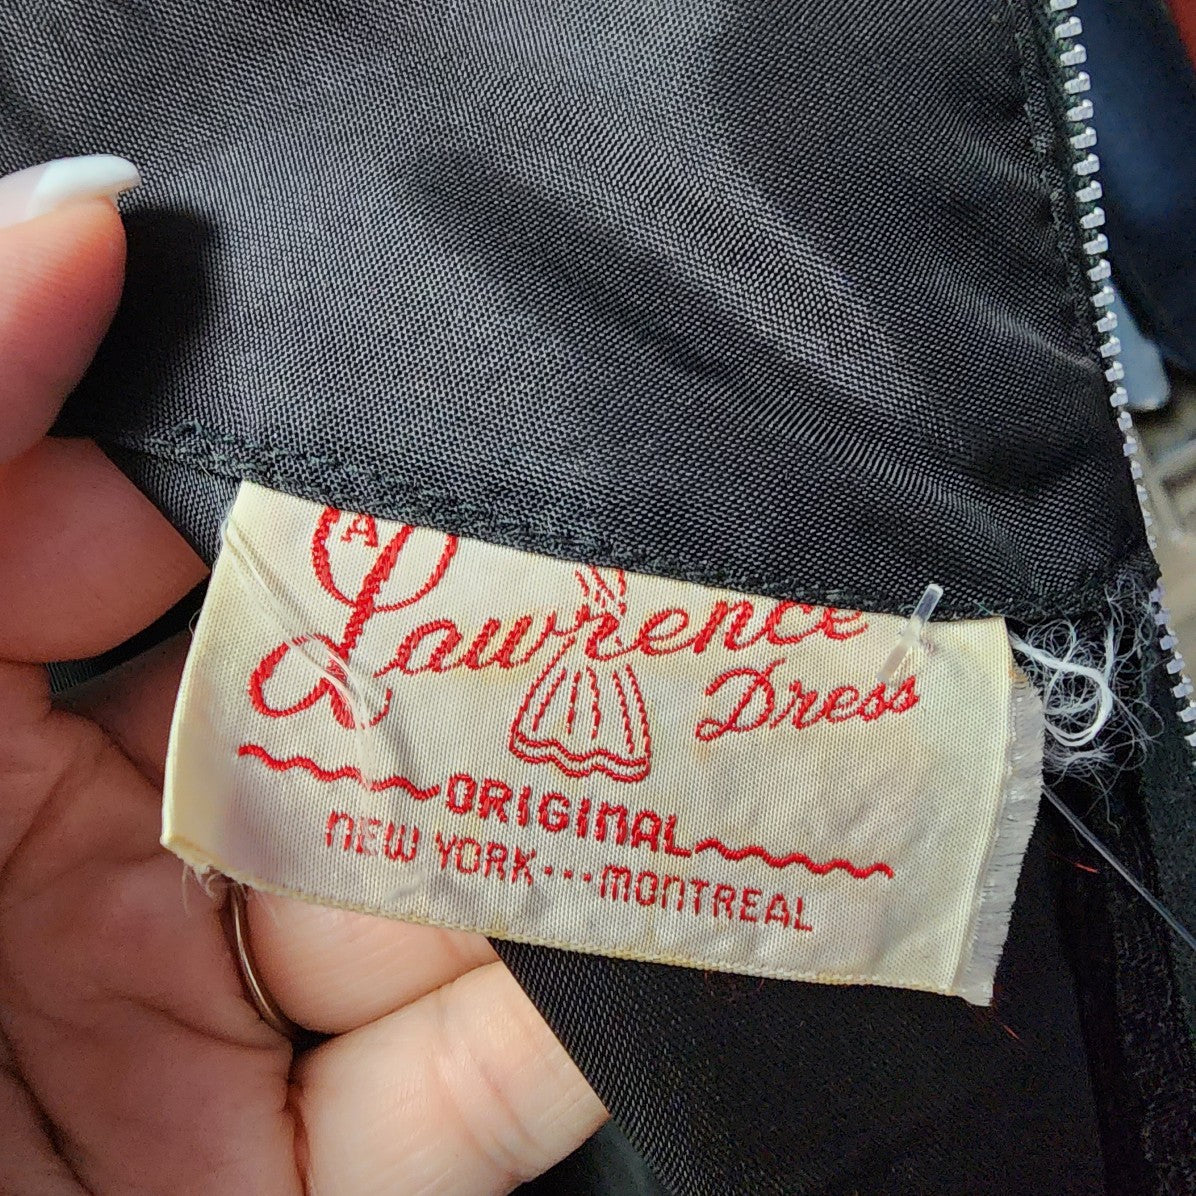 A
Lawrence
Dress
ORIGINAL
NEW YORK...MONTREAL